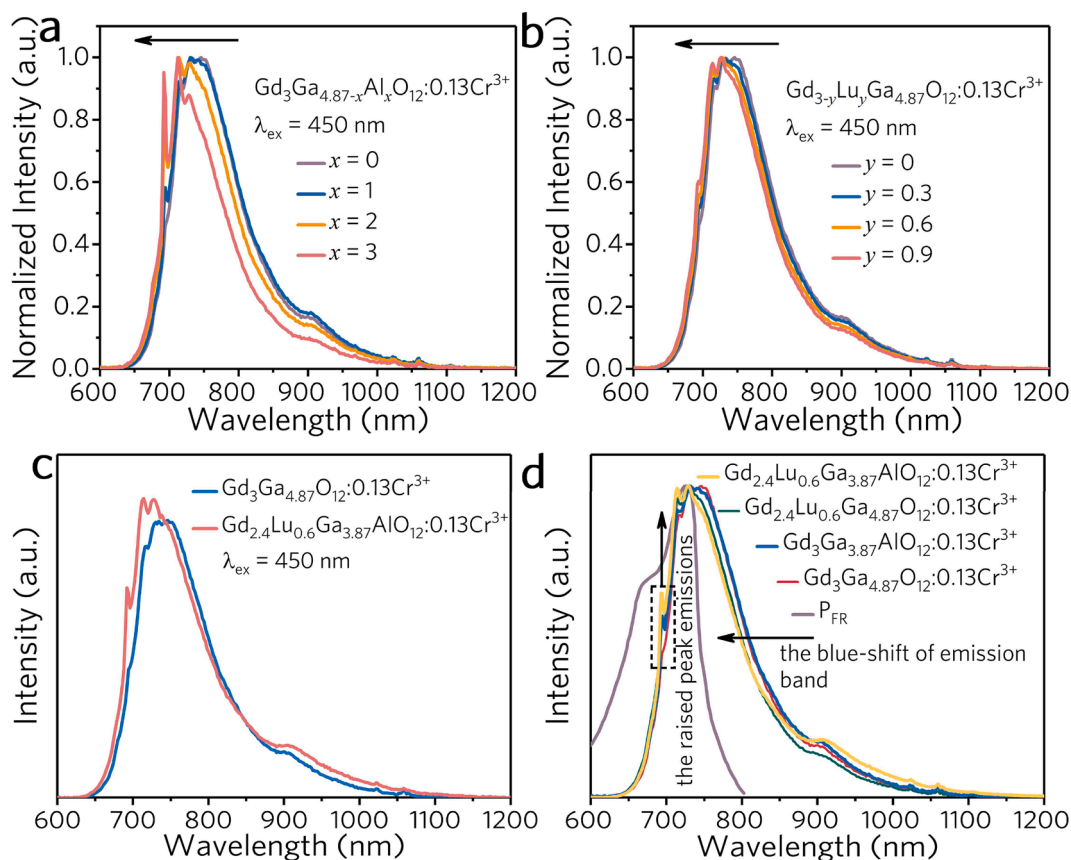 a
Normalized Intensity (a.u.)
1.0
0.8
0.6
0.4
0.2
0.0
Gd₃Ga₄.₈₇₋ₓAlₓO₁₂:0.13Cr³⁺
λex = 450 nm
x = 0
x = 1
x = 2
x = 3
600 700 800 900 1000 1100 1200
Wavelength (nm)
b
Normalized Intensity (a.u.)
1.0
0.8
0.6
0.4
0.2
0.0
Gd3-yLuyGa4.87O12:0.13Cr³⁺
λex = 450 nm
y = 0
y = 0.3
y = 0.6
y = 0.9
600 700 800 900 1000 1100 1200
Wavelength (nm)
c
Intensity (a.u.)
Gd₃Ga₄.₈₇O₁₂:0.13Cr³⁺
Gd₂.₄Lu₀.₆Ga₃.₈₇AlO₁₂:0.13Cr³⁺
λex = 450 nm
600 700 800 900 1000 1100 1200
Wavelength (nm)
d
Intensity (a.u.)
Gd₂.₄Lu₀.₆Ga₃.₈₇AlO₁₂:0.13Cr³⁺
Gd₂.₄Lu₀.₆Ga₄.₈₇O₁₂:0.13Cr³⁺
Gd₃Ga₃.₈₇AlO₁₂:0.13Cr³⁺
Gd₃Ga₄.₈₇O₁₂:0.13Cr³⁺
PFR
the raised peak emissions
the blue-shift of emission
band
600 700 800 900 1000 1100 1200
Wavelength (nm)